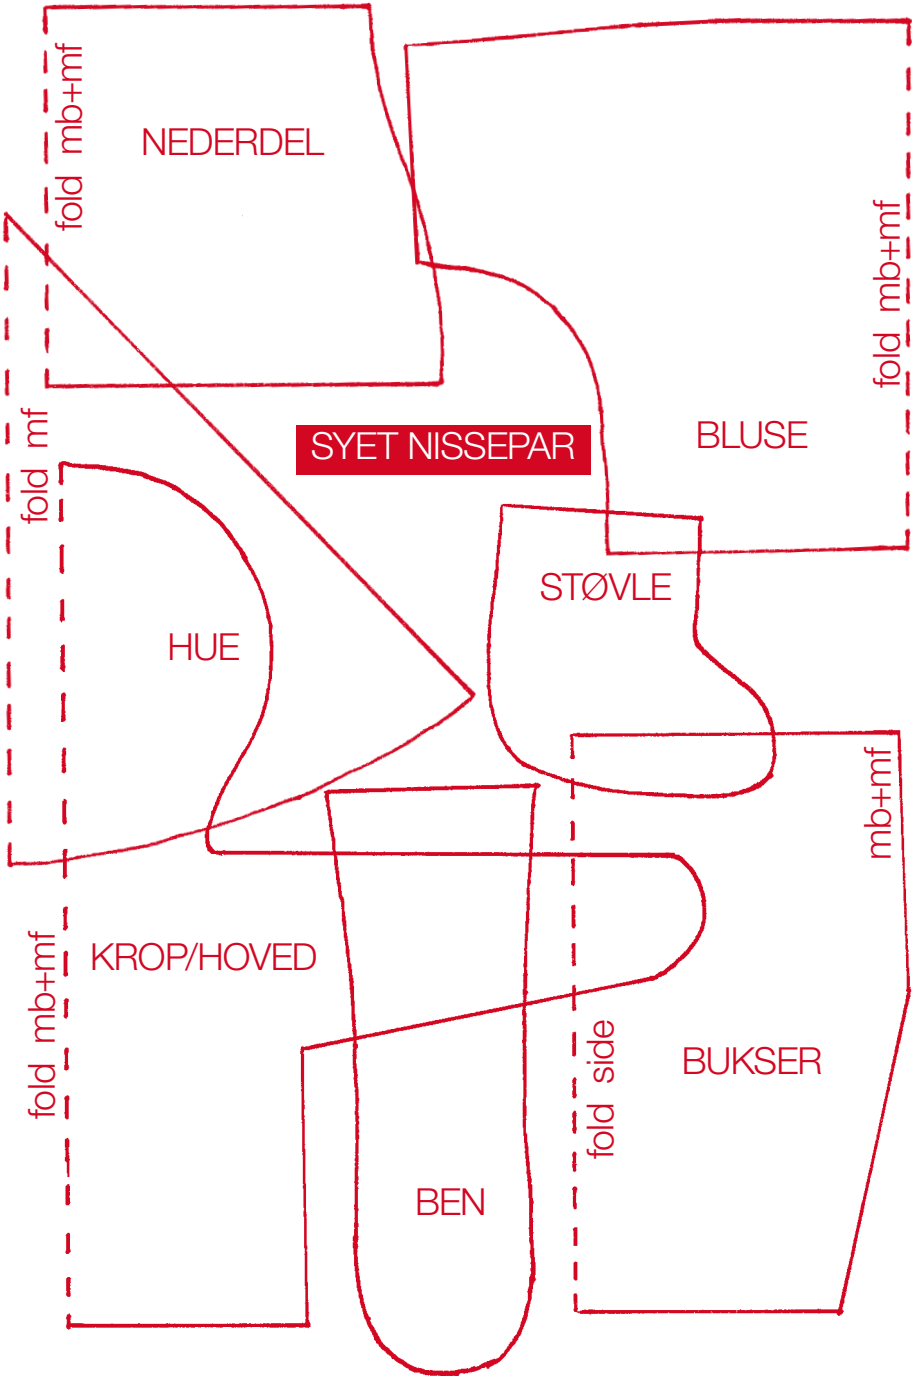 fold mb+mf
NEDERDEL
fold mb+mf
fold mf
SYET NISSEPAR
BLUSE
STØVLE
HUE
mb+mf
fold mb+mf
KROP/HOVED
fold side
BUKSER
BEN